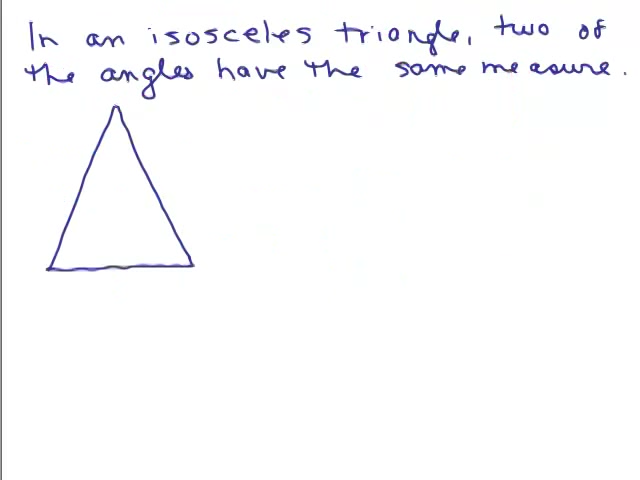 In an isosceles triangle, two of
the angles have the same measure.